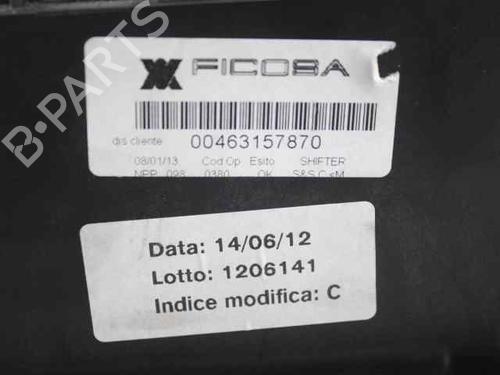 FICOSA
dis.cliente 00463157870
08/01/13 Cod Op Esito SHIFTER
NPP 098 0380 OK S&S C <M
Data: 14/06/12
Lotto: 1206141
Indice modifica: C
B-PARTS